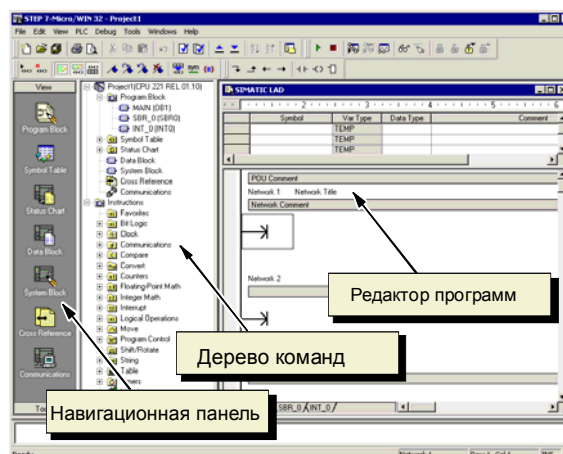 STEP 7-Micro/WIN 32 - Project1
File Edit View PLC Debug Tools Windows Help
View
Program Block
Symbol Table
Status Chart
Data Block
System Block
Cross Reference
Communications
Project1(CPU 221 REL 01.10)
Program Block
MAIN (OB1)
SBR_0 (SBR0)
INT_0 (INT0)
Symbol Table
Status Chart
Data Block
System Block
Cross Reference
Communications
Instructions
Favorites
Bit Logic
Clock
Communications
Compare
Convert
Counters
Floating-Point Math
Integer Math
Interrupt
Logical Operations
Move
Program Control
Shift/Rotate
String
Table
SIMATIC LAD
2 3 4 5 6
Symbol Var Type Data Type Comment
TEMP
TEMP
TEMP
POU Comment
Network 1 Network Title
Network Comment
Network 2
SBR_0 INT_0
Редактор программ
Дерево команд
Навигационная панель